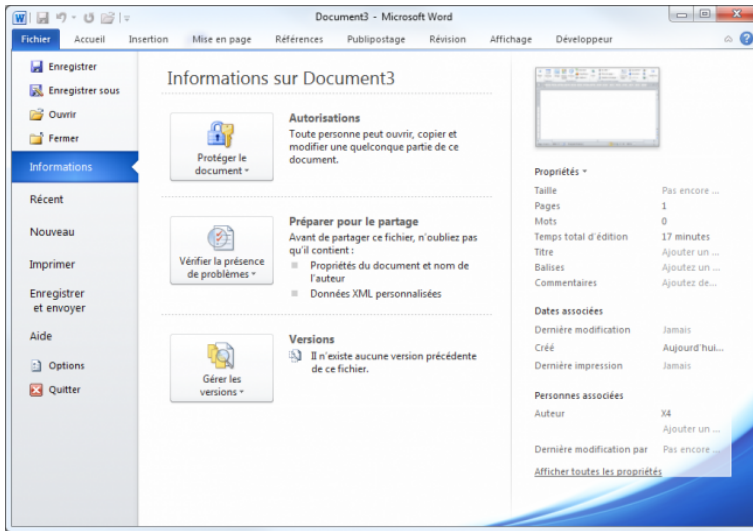 Document3 - Microsoft Word
Fichier Accueil Insertion Mise en page Références Publipostage Révision Affichage Développeur
Enregistrer
Enregistrer sous
Ouvrir
Fermer
Informations
Récent
Nouveau
Imprimer
Enregistrer
et envoyer
Aide
Options
Quitter
Informations sur Document3
Protéger le
document
Autorisations
Toute personne peut ouvrir, copier et
modifier une quelconque partie de ce
document.
Vérifier la présence
de problèmes
Préparer pour le partage
Avant de partager ce fichier, n'oubliez pas
qu'il contient :
Propriétés du document et nom de
l'auteur
Données XML personnalisées
Gérer les
versions
Versions
Il n'existe aucune version précédente
de ce fichier.
Propriétés
Taille Pas encore ...
Pages 1
Mots 0
Temps total d'édition 17 minutes
Titre Ajouter un ...
Balises Ajoutez un ...
Commentaires Ajoutez de...
Dates associées
Dernière modification Jamais
Créé Aujourd'hui...
Dernière impression Jamais
Personnes associées
Auteur X4
Ajouter un ...
Dernière modification par Pas encore ...
Afficher toutes les propriétés